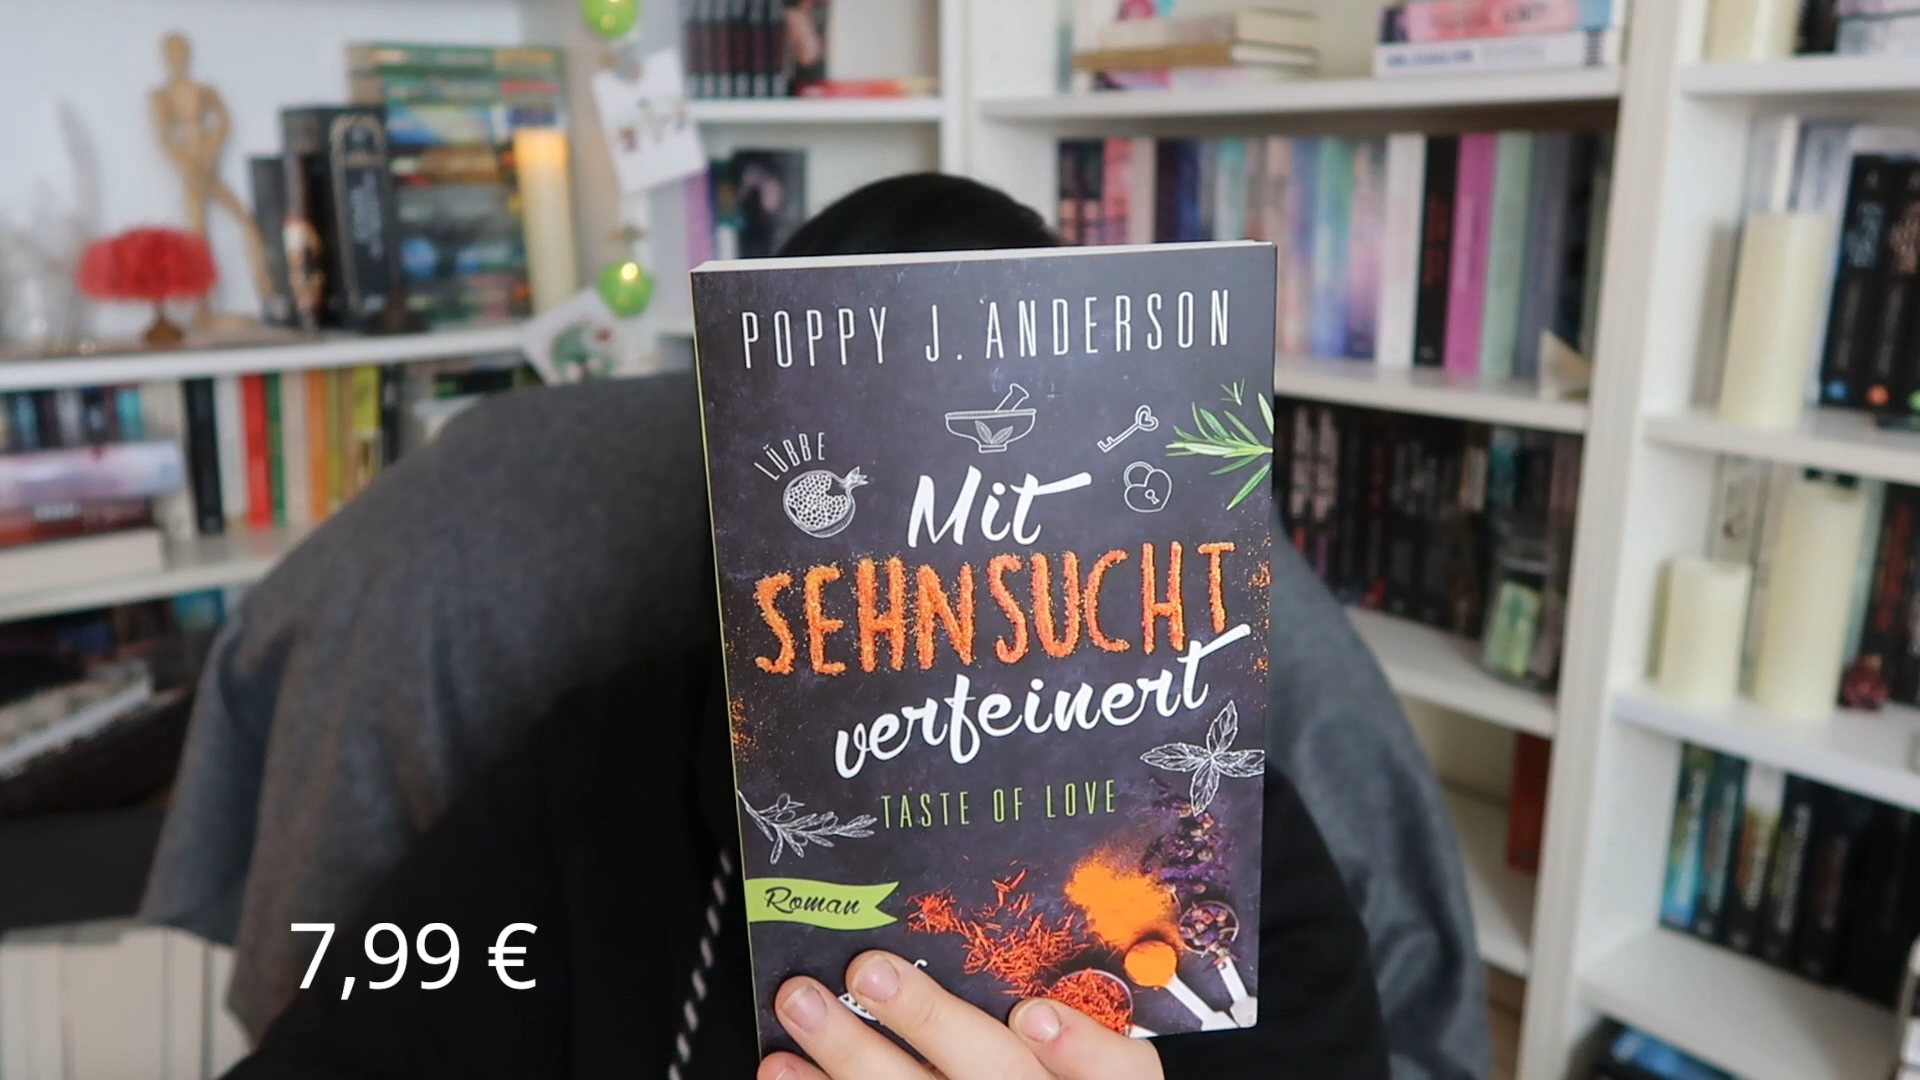 POPPY J. ANDERSON
LÜBBE
Mit
SEHNSUCHT
verfeinert
TASTE OF LOVE
Roman
7,99 €